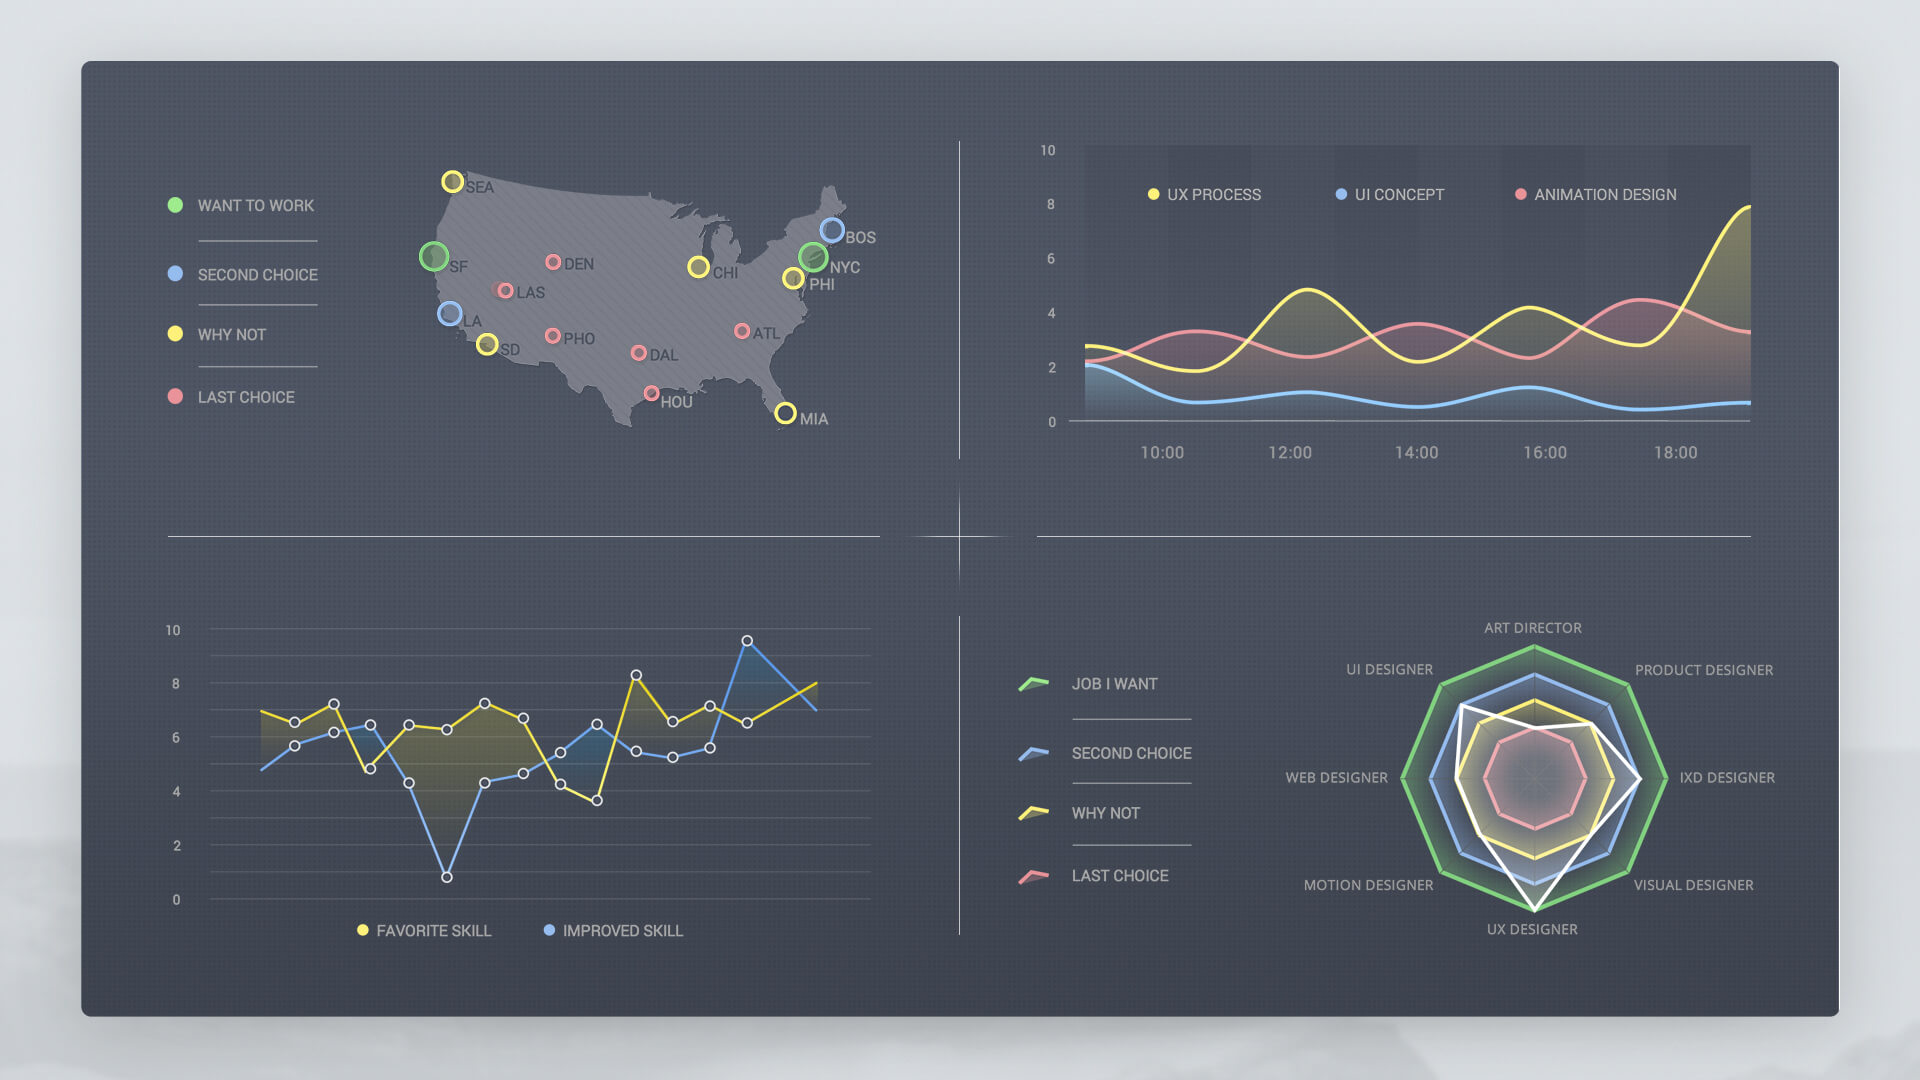 WANT TO WORK
SECOND CHOICE
WHY NOT
LAST CHOICE
SEA
SF
LA
SD
LAS
DEN
PHO
DAL
HOU
CHI
ATL
MIA
BOS
NYC
PHI
10
8
6
4
2
0
UX PROCESS
UI CONCEPT
ANIMATION DESIGN
10:00
12:00
14:00
16:00
18:00
10
8
6
4
2
0
FAVORITE SKILL
IMPROVED SKILL
JOB I WANT
SECOND CHOICE
WHY NOT
LAST CHOICE
ART DIRECTOR
UI DESIGNER
PRODUCT DESIGNER
WEB DESIGNER
IXD DESIGNER
MOTION DESIGNER
VISUAL DESIGNER
UX DESIGNER